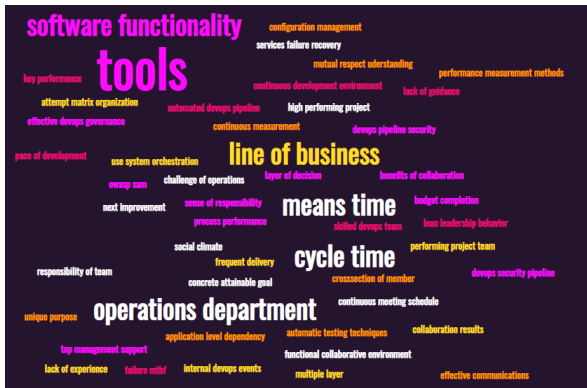 software functionality
configuration management
services failure recovery
tools
mutual respect uderstanding
performance measurement methods
key performance
continuous development environment
lack of guidance
attempt matrix organization
automated devops pipeline
high performing project
effective devops governance
continuous measurement
devops pipeline security
pace of development
use system orchestration
line of business
layer of decision
benefits of collaboration
owasp sam
challenge of operations
next improvement
sense of responsibility
means time
budget completion
process performance
skilled devops team
lean leadership behavior
social climate
cycle time
performing project team
frequent delivery
responsibility of team
concrete attainable goal
crosssection of member
devops security pipeline
operations department
continuous meeting schedule
unique purpose
application level dependency
automatic testing techniques
collaboration results
top management support
functional collaborative environment
lack of experience
failure mtbf
internal devops events
multiple layer
effective communications